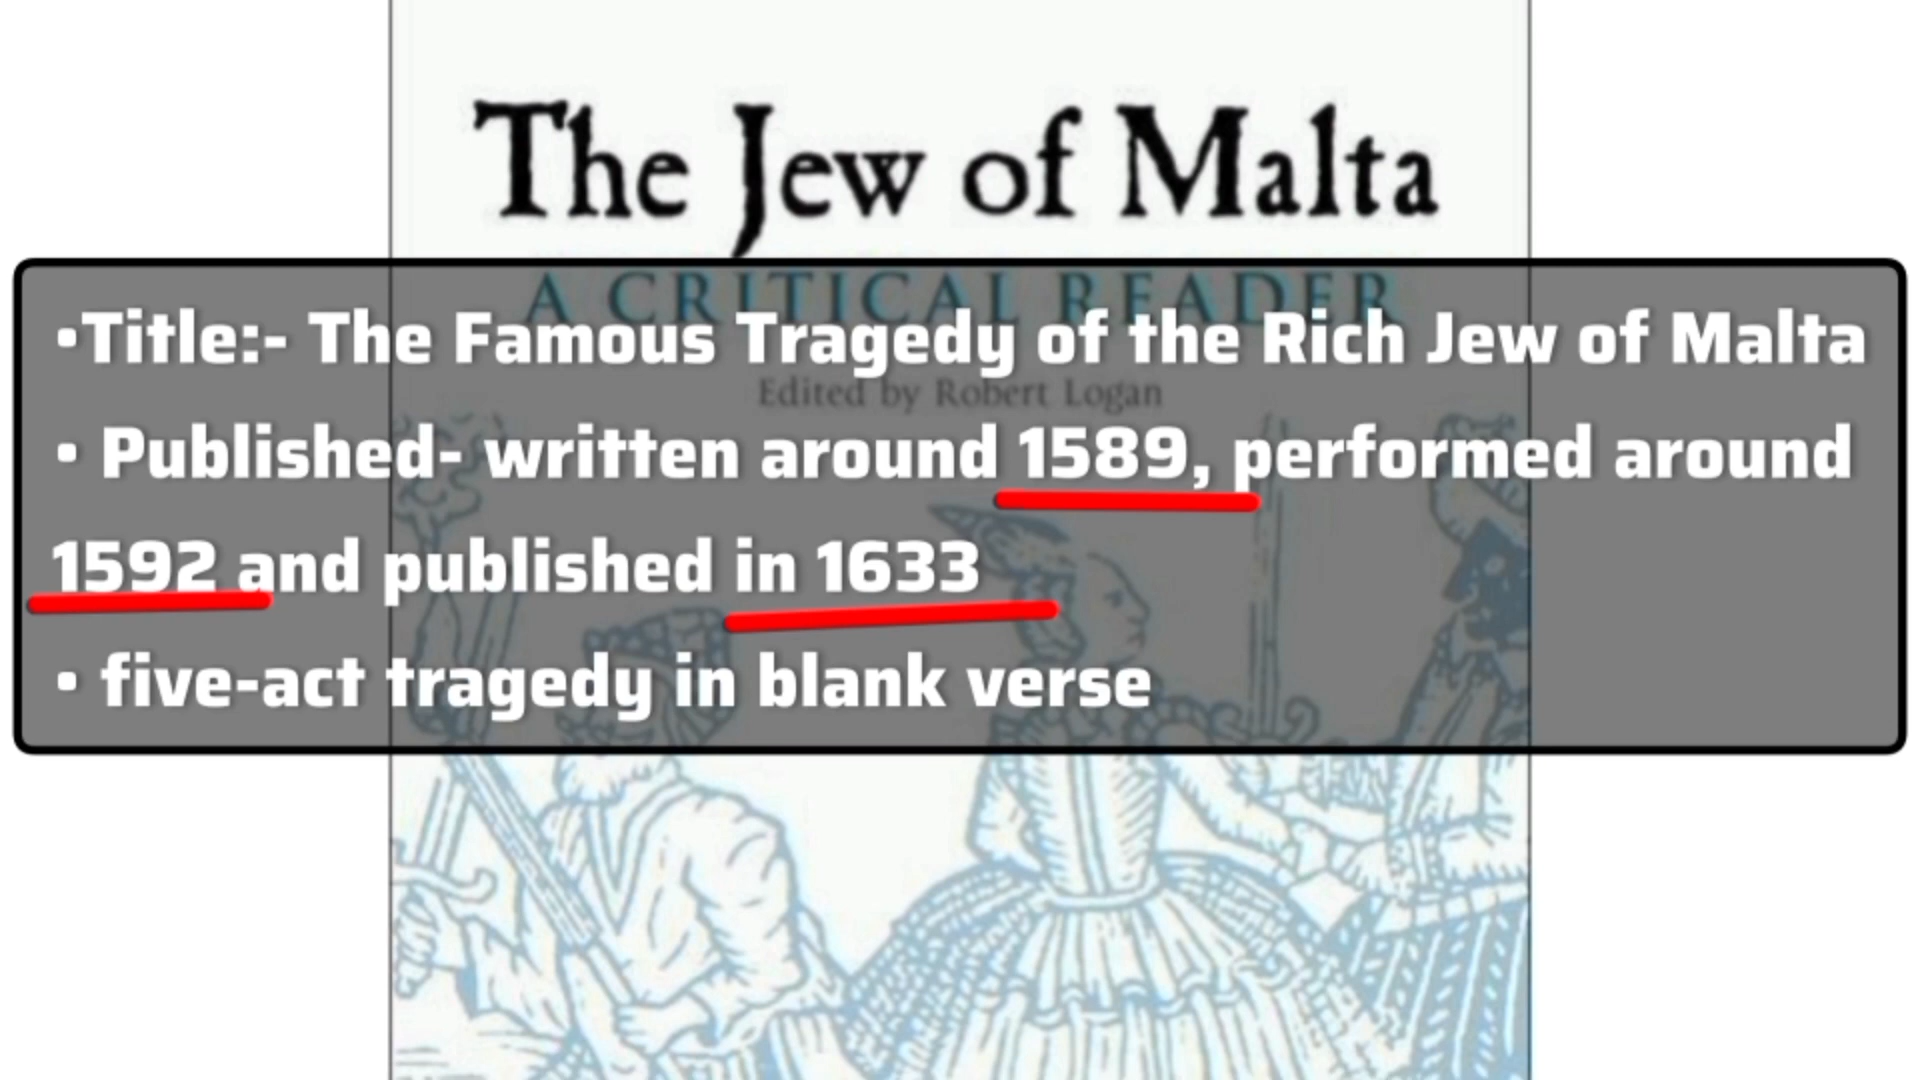 The Jew of Malta
A CRITICAL READER
•Title:- The Famous Tragedy of the Rich Jew of Malta
Edited by Robert Logan
• Published- written around 1589, performed around
1592 and published in 1633
• five-act tragedy in blank verse